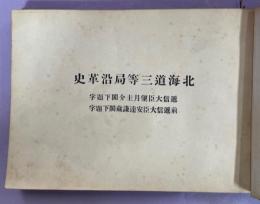 北海道三等局沿革史
遞信大臣望月圭介閣下題字
前遞信大臣安達謙藏閣下題字